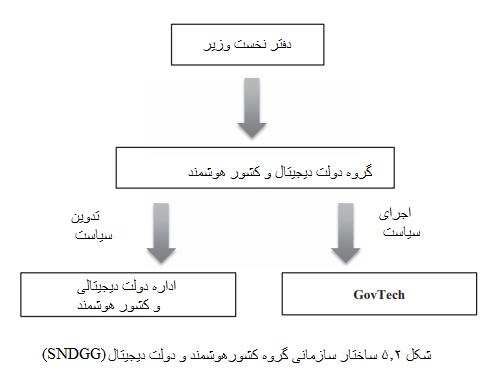 دفتر نخست وزیر
گروه دولت دیجیتال و کشور هوشمند
تدوین
سیاست
اجرای
سیاست
اداره دولت دیجیتالی
و کشور هوشمند
GovTech
شکل ۵٫۲ ساختار سازمانی گروه کشورهوشمند و دولت دیجیتال (SNDGG)